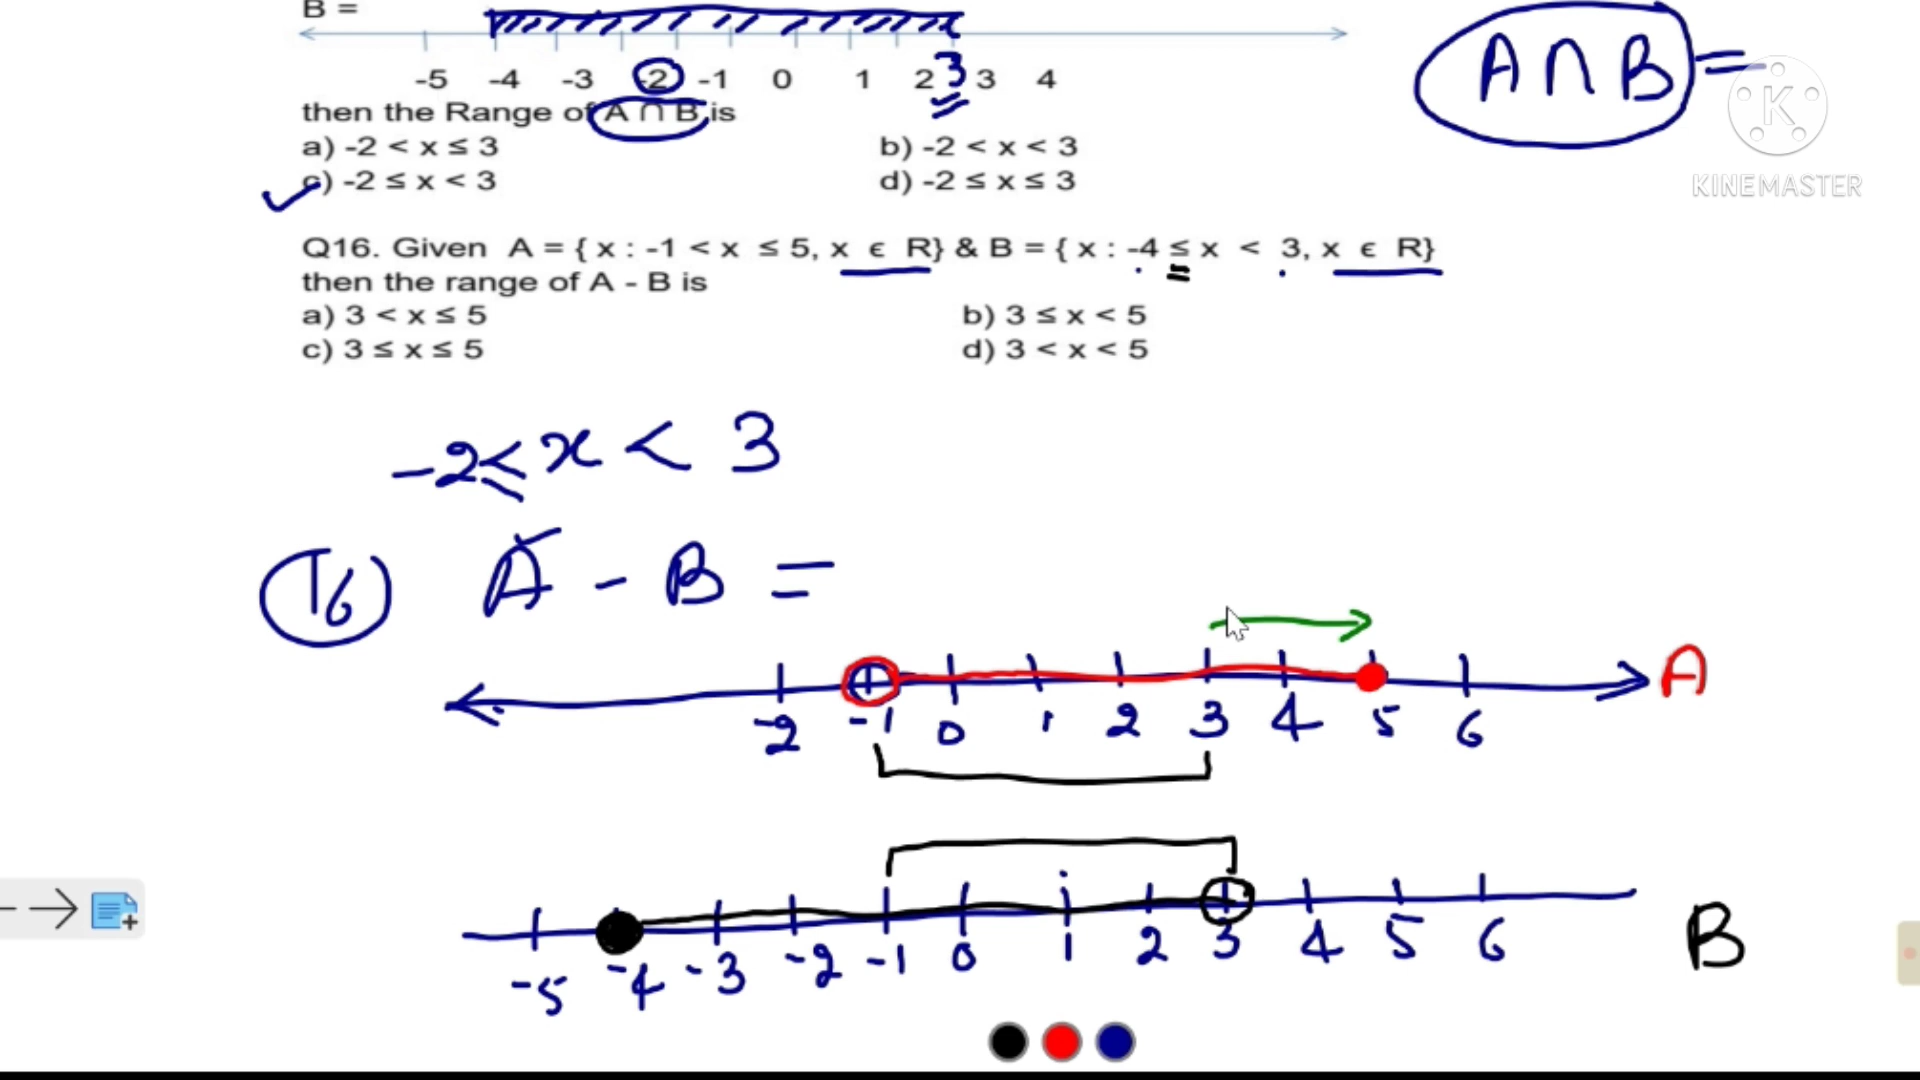 B =
A ∩ B =
-5 -4 -3 -2 -1 0 1 2 3 3 4
KINEMASTER
then the Range of A ∩ B is
a) -2 < x ≤ 3 b) -2 < x < 3
c) -2 ≤ x < 3 d) -2 ≤ x ≤ 3
Q16. Given A = { x : -1 < x ≤ 5, x ϵ R} & B = { x : -4 ≤ x < 3, x ϵ R}
then the range of A - B is
a) 3 < x ≤ 5 b) 3 ≤ x < 5
c) 3 ≤ x ≤ 5 d) 3 < x < 5
-2 ≤ x < 3
16 A - B =
A
-2 -1 0 1 2 3 4 5 6
B
-5 -4 -3 -2 -1 0 1 2 3 4 5 6